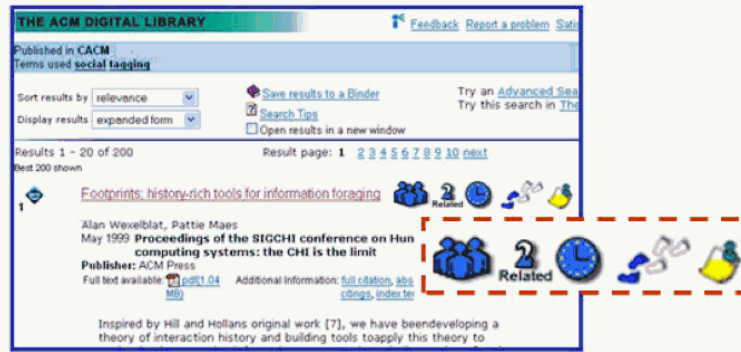 THE ACM DIGITAL LIBRARY
Feedback Report a problem Satis
Published in CACM
Terms used social tagging
Sort results by relevance
Save results to a Binder
Try an Advanced Sea
Display results expanded form
Search Tips
Try this search in The
Open results in a new window
Results 1 - 20 of 200
Result page: 1 2 3 4 5 6 7 8 9 10 next
Best 200 shown
1
Footprints: history-rich tools for information foraging
2 Related
Alan Wexelblat, Pattie Maes
May 1999 Proceedings of the SIGCHI conference on Hun
computing systems: the CHI is the limit
Publisher: ACM Press
Full text available: pdf(1.04
MB)
Additional Information: full citation, abs
citings, index ter
2
Related
Inspired by Hill and Hollans original work [7], we have beendeveloping a
theory of interaction history and building tools toapply this theory to